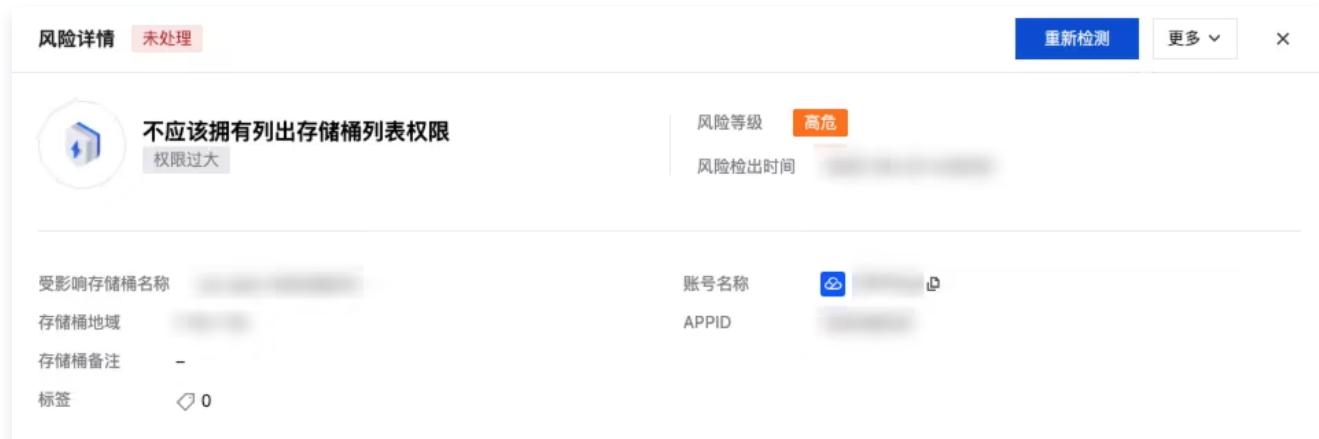 风险详情 未处理 重新检测 更多
不应该拥有列出存储桶列表权限
权限过大
风险等级 高危
风险检出时间
受影响存储桶名称
账号名称
存储桶地域
APPID
存储桶备注 –
标签 0